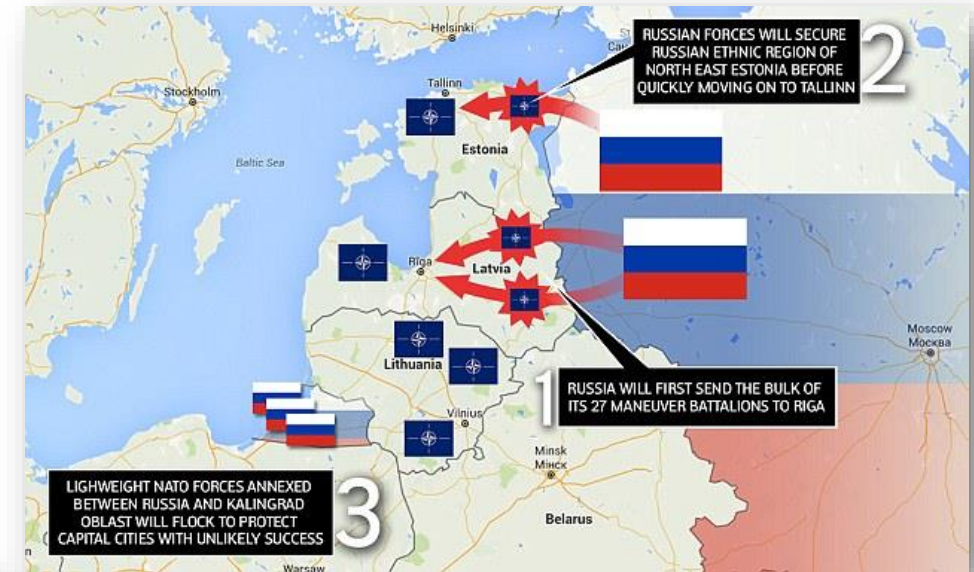 Helsinki
Stockholm
Tallinn
RUSSIAN FORCES WILL SECURE
RUSSIAN ETHNIC REGION OF
NORTH EAST ESTONIA BEFORE
QUICKLY MOVING ON TO TALLINN
2
Estonia
Baltic Sea
Rīga
Latvia
Moscow
Москва
Lithuania
1
RUSSIA WILL FIRST SEND THE BULK OF
ITS 27 MANEUVER BATTALIONS TO RIGA
Vilnius
Minsk
Мінск
Belarus
LIGHWEIGHT NATO FORCES ANNEXED
BETWEEN RUSSIA AND KALINGRAD
OBLAST WILL FLOCK TO PROTECT
CAPITAL CITIES WITH UNLIKELY SUCCESS
3
Warsaw